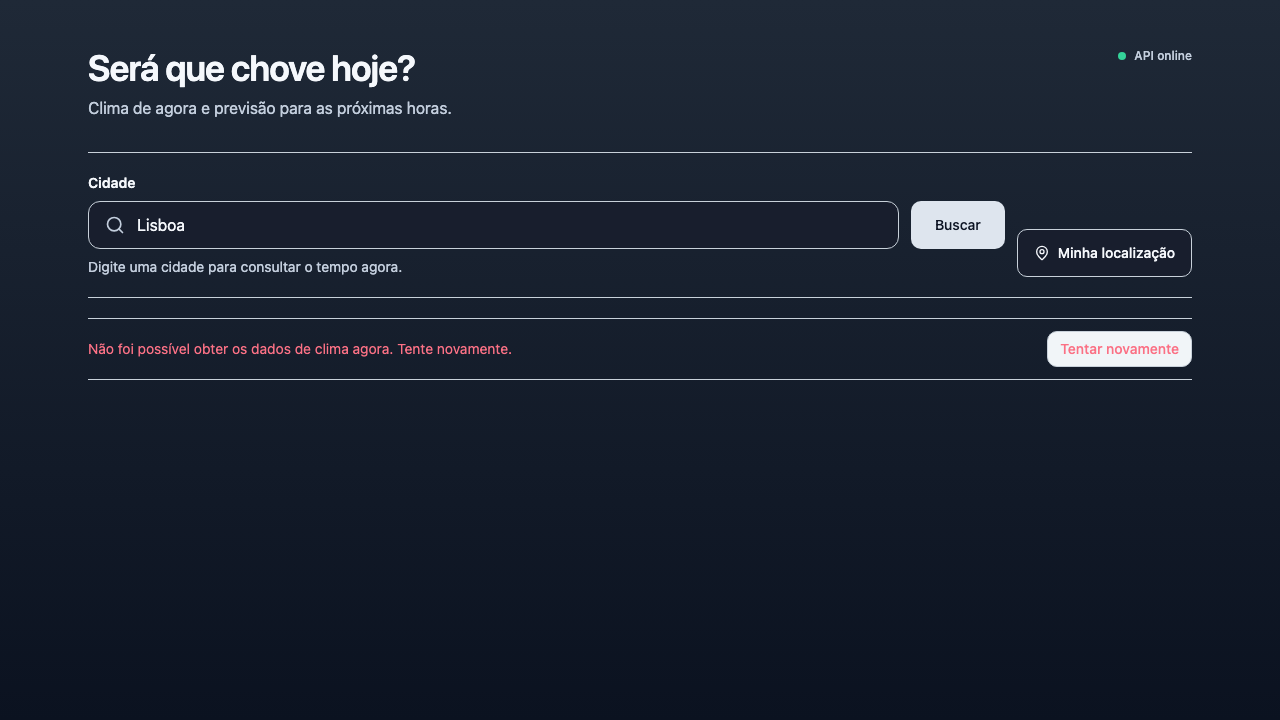 Será que chove hoje?
API online
Clima de agora e previsão para as próximas horas.
Cidade
Lisboa
Buscar
Minha localização
Digite uma cidade para consultar o tempo agora.
Não foi possível obter os dados de clima agora. Tente novamente.
Tentar novamente